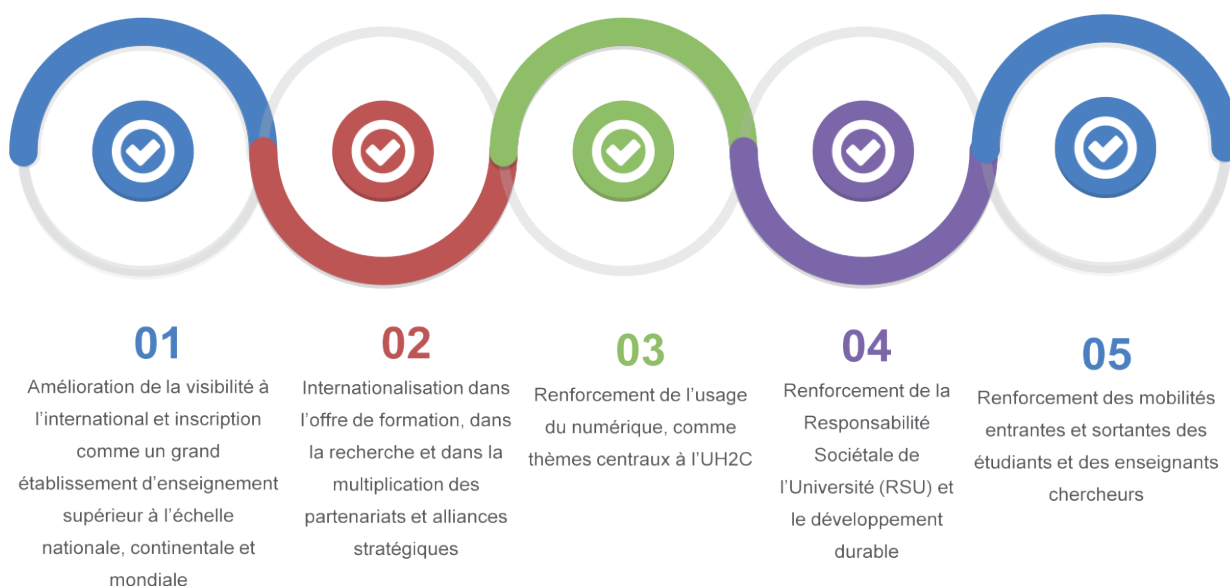 01
Amélioration de la visibilité à
l’international et inscription
comme un grand
établissement d’enseignement
supérieur à l’échelle
nationale, continentale et
mondiale
02
Internationalisation dans
l’offre de formation, dans
la recherche et dans la
multiplication des
partenariats et alliances
stratégiques
03
Renforcement de l’usage
du numérique, comme
thèmes centraux à l’UH2C
04
Renforcement de la
Responsabilité
Sociétale de
l’Université (RSU) et
le développement
durable
05
Renforcement des mobilités
entrantes et sortantes des
étudiants et des enseignants
chercheurs